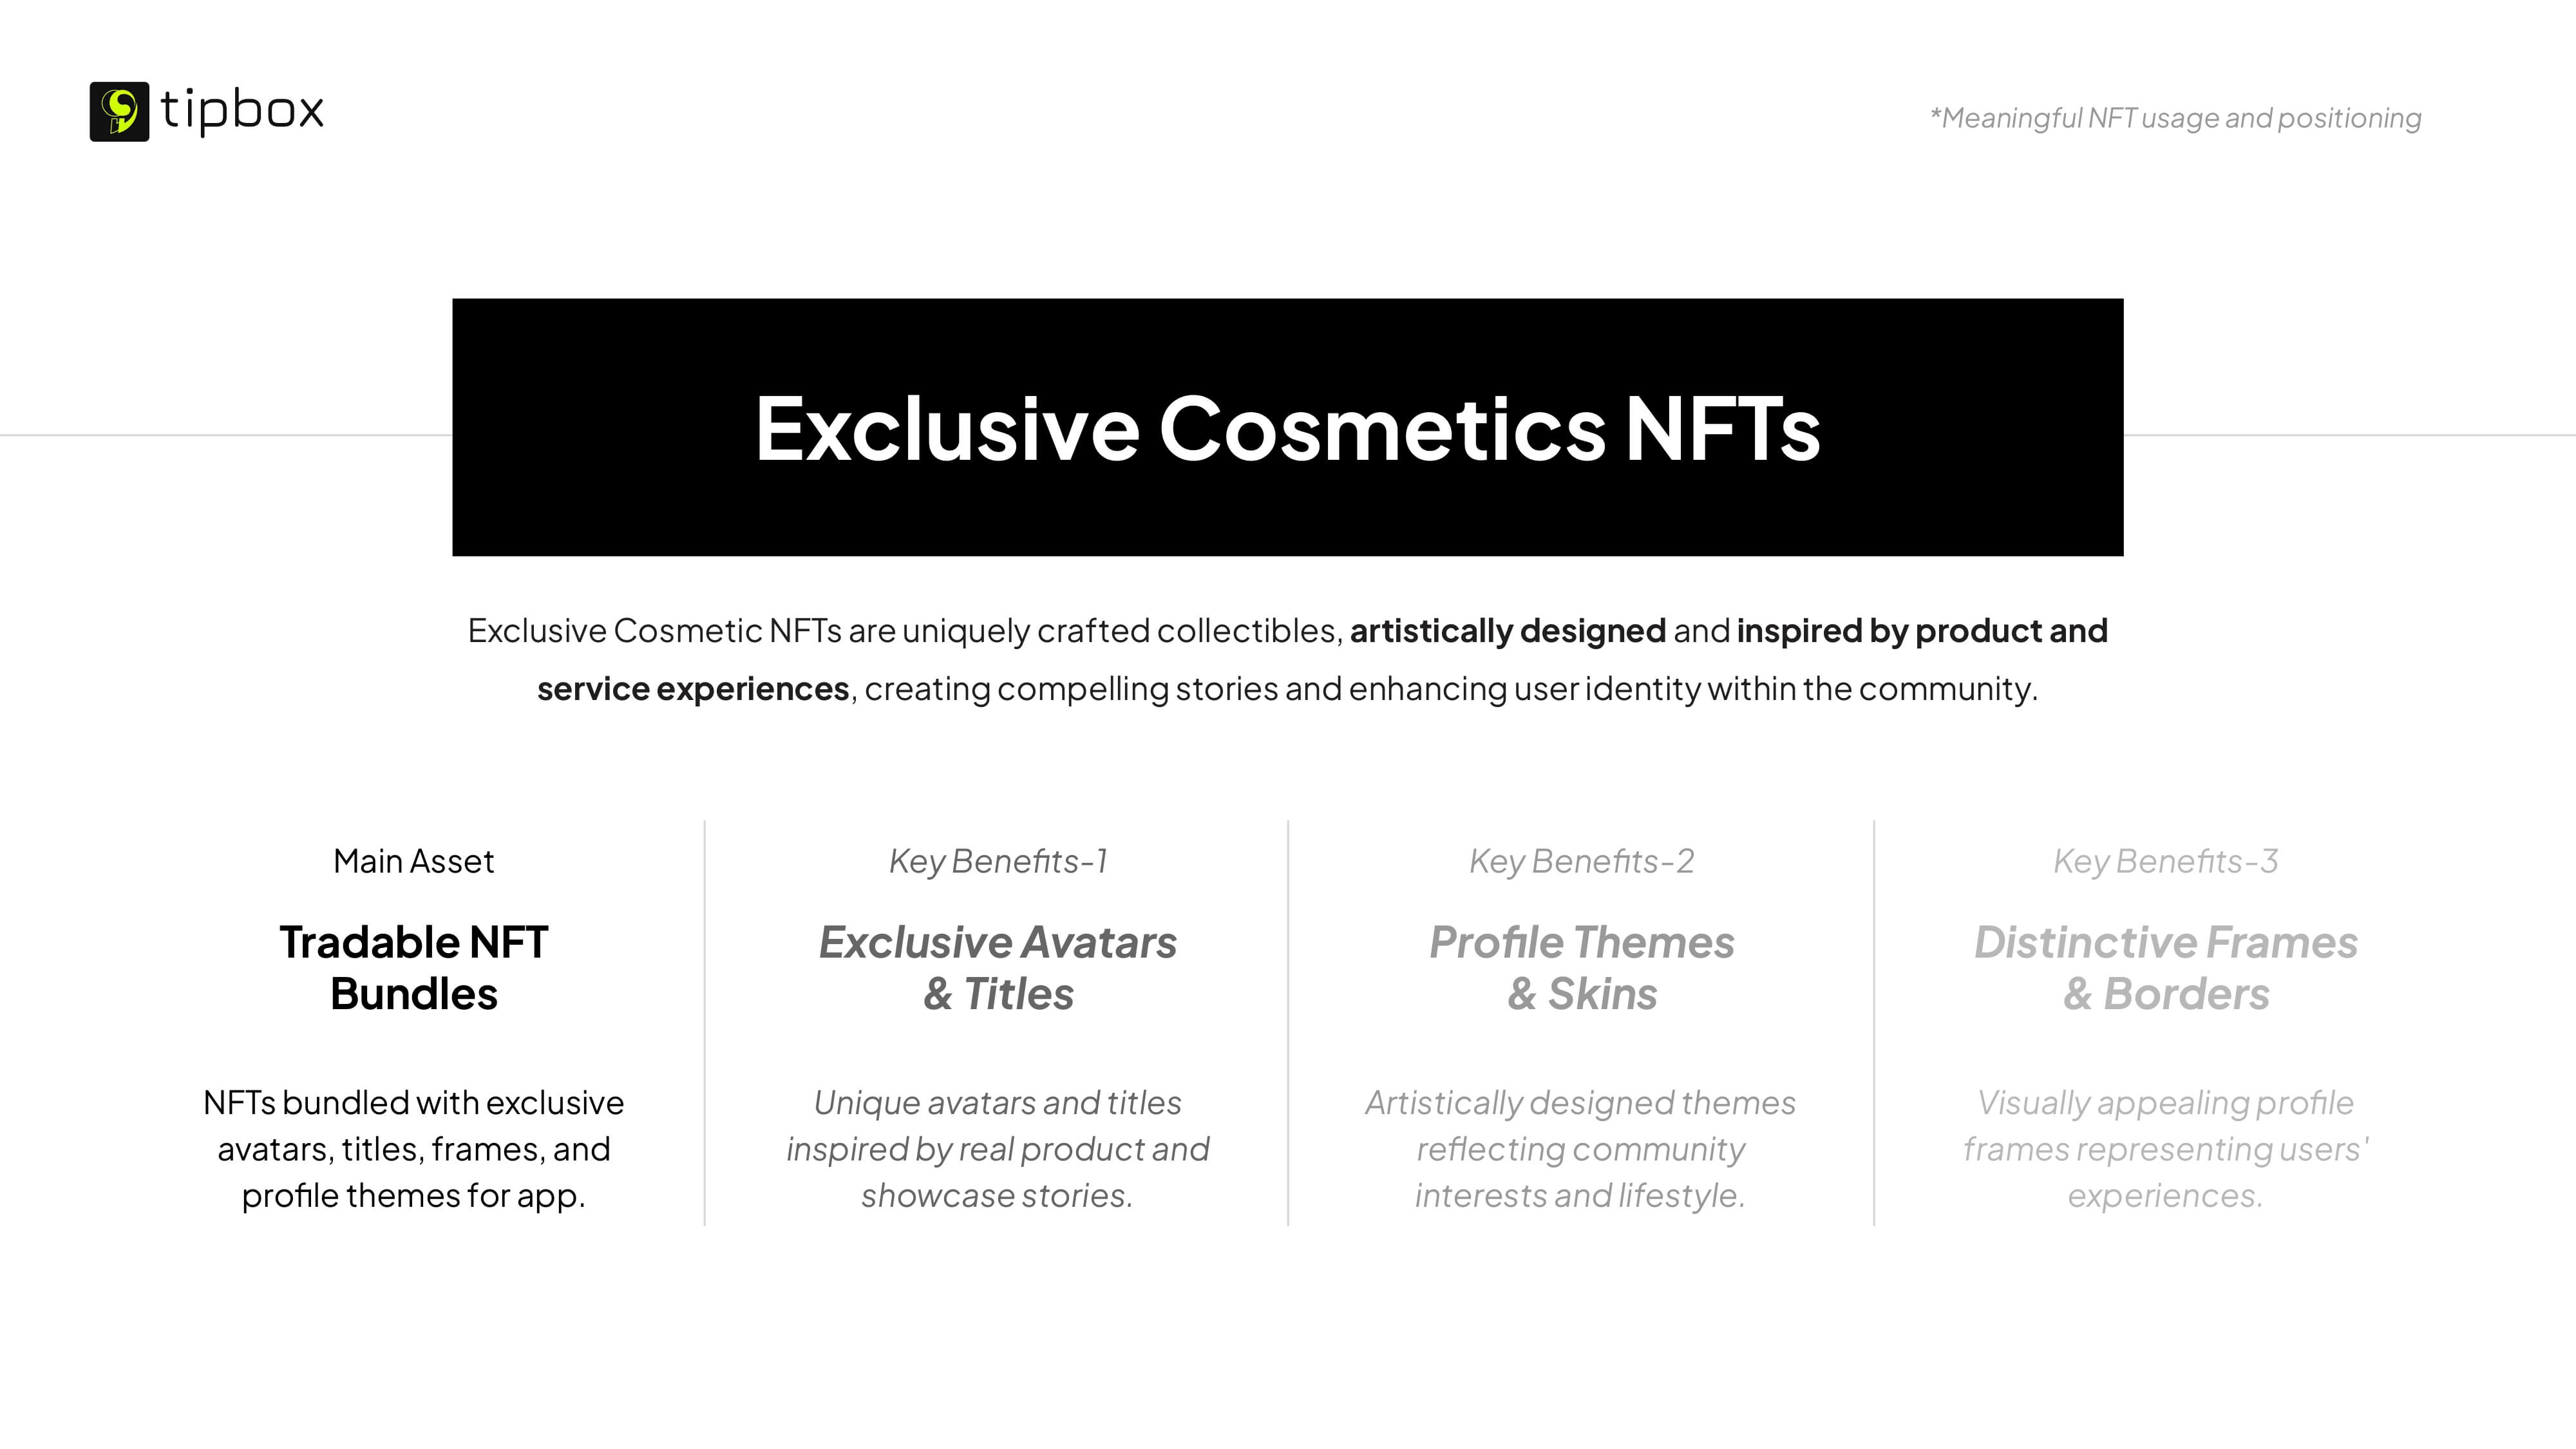 tipbox
*Meaningful NFT usage and positioning
Exclusive Cosmetics NFTs
Exclusive Cosmetic NFTs are uniquely crafted collectibles, artistically designed and inspired by product and
service experiences, creating compelling stories and enhancing user identity within the community.
Main Asset
Tradable NFT
Bundles
NFTs bundled with exclusive
avatars, titles, frames, and
profile themes for app.
Key Benefits-1
Exclusive Avatars
& Titles
Unique avatars and titles
inspired by real product and
showcase stories.
Key Benefits-2
Profile Themes
& Skins
Artistically designed themes
reflecting community
interests and lifestyle.
Key Benefits-3
Distinctive Frames
& Borders
Visually appealing profile
frames representing users'
experiences.